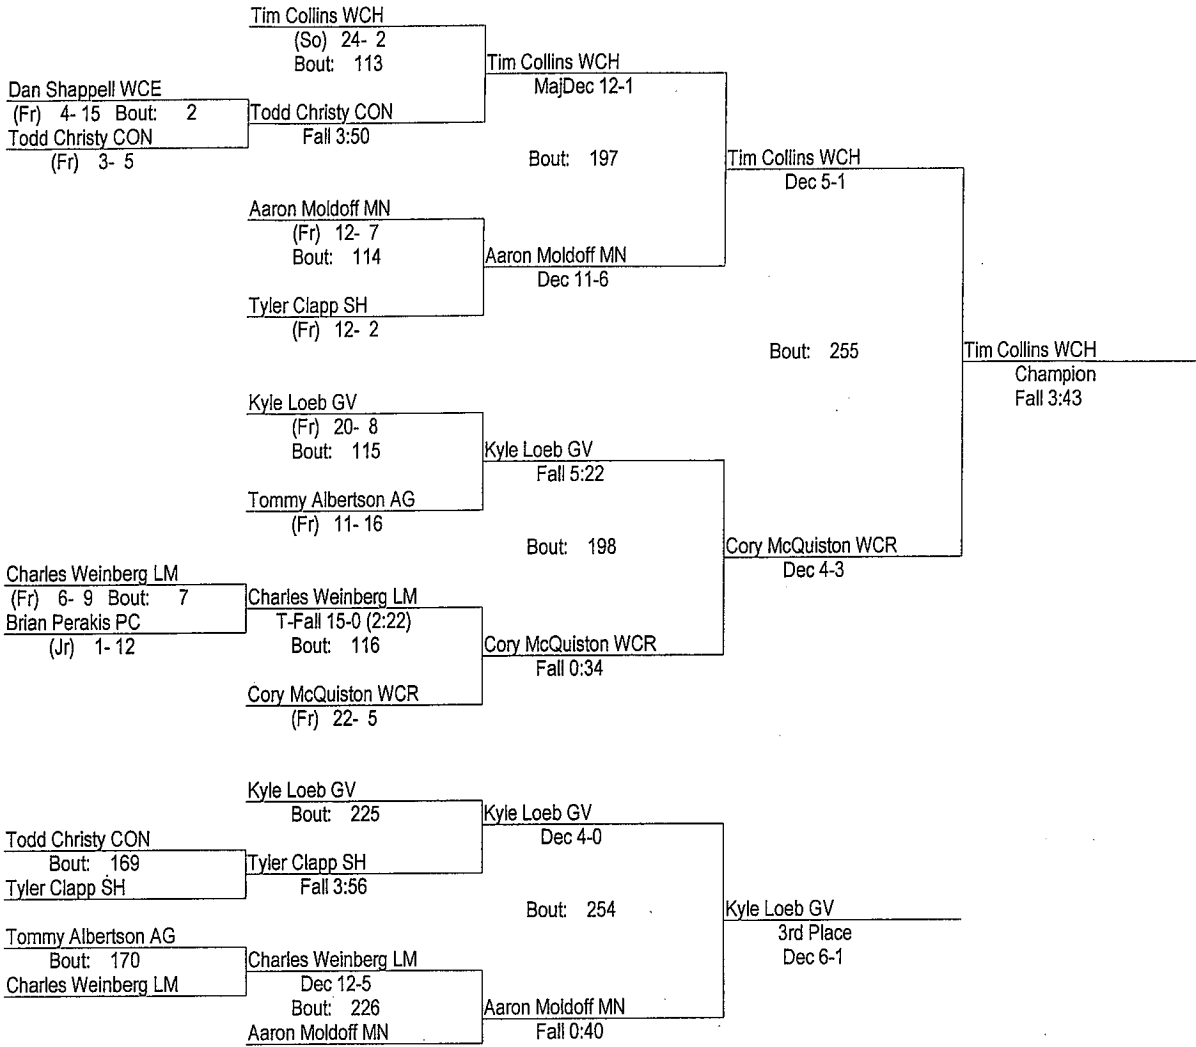 Tim Collins WCH
(So) 24- 2
Bout: 113
Tim Collins WCH
MajDec 12-1
Dan Shappell WCE
(Fr) 4- 15 Bout: 2
Todd Christy CON
(Fr) 3- 5
Todd Christy CON
Fall 3:50
Bout: 197
Tim Collins WCH
Dec 5-1
Aaron Moldoff MN
(Fr) 12- 7
Bout: 114
Aaron Moldoff MN
Dec 11-6
Tyler Clapp SH
(Fr) 12- 2
Bout: 255
Tim Collins WCH
Champion
Fall 3:43
Kyle Loeb GV
(Fr) 20- 8
Bout: 115
Kyle Loeb GV
Fall 5:22
Tommy Albertson AG
(Fr) 11- 16
Bout: 198
Cory McQuiston WCR
Dec 4-3
Charles Weinberg LM
(Fr) 6- 9 Bout: 7
Brian Perakis PC
(Jr) 1- 12
Charles Weinberg LM
T-Fall 15-0 (2:22)
Bout: 116
Cory McQuiston WCR
Fall 0:34
Cory McQuiston WCR
(Fr) 22- 5
Kyle Loeb GV
Bout: 225
Kyle Loeb GV
Dec 4-0
Todd Christy CON
Bout: 169
Tyler Clapp SH
Tyler Clapp SH
Fall 3:56
Bout: 254
Kyle Loeb GV
3rd Place
Dec 6-1
Tommy Albertson AG
Bout: 170
Charles Weinberg LM
Charles Weinberg LM
Dec 12-5
Bout: 226
Aaron Moldoff MN
Aaron Moldoff MN
Fall 0:40